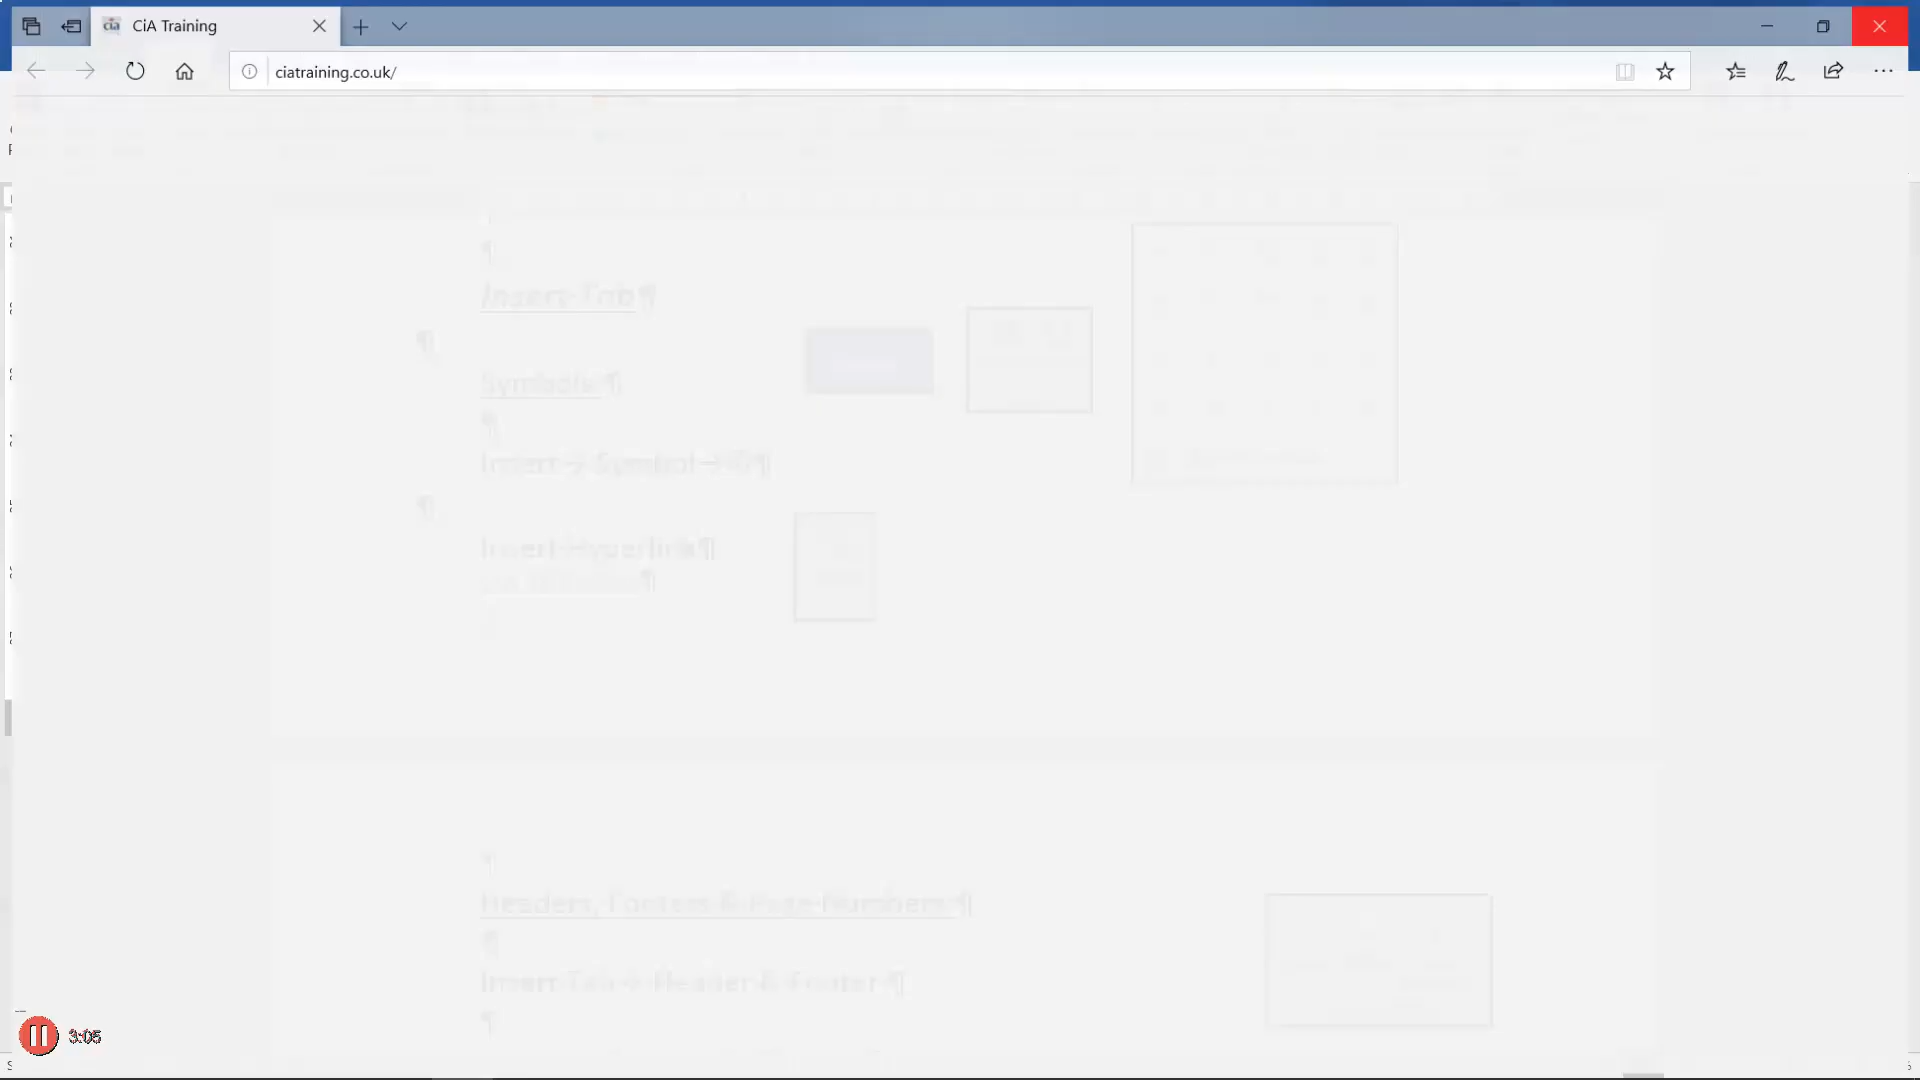 CiA Training
ciatraining.co.uk/
Insert Tab¶
Symbols¶
Insert→Symbol→
Insert Hyperlink¶
Headers, Footers & Page Numbers¶
Insert Tab→Header & Footer¶
3:05